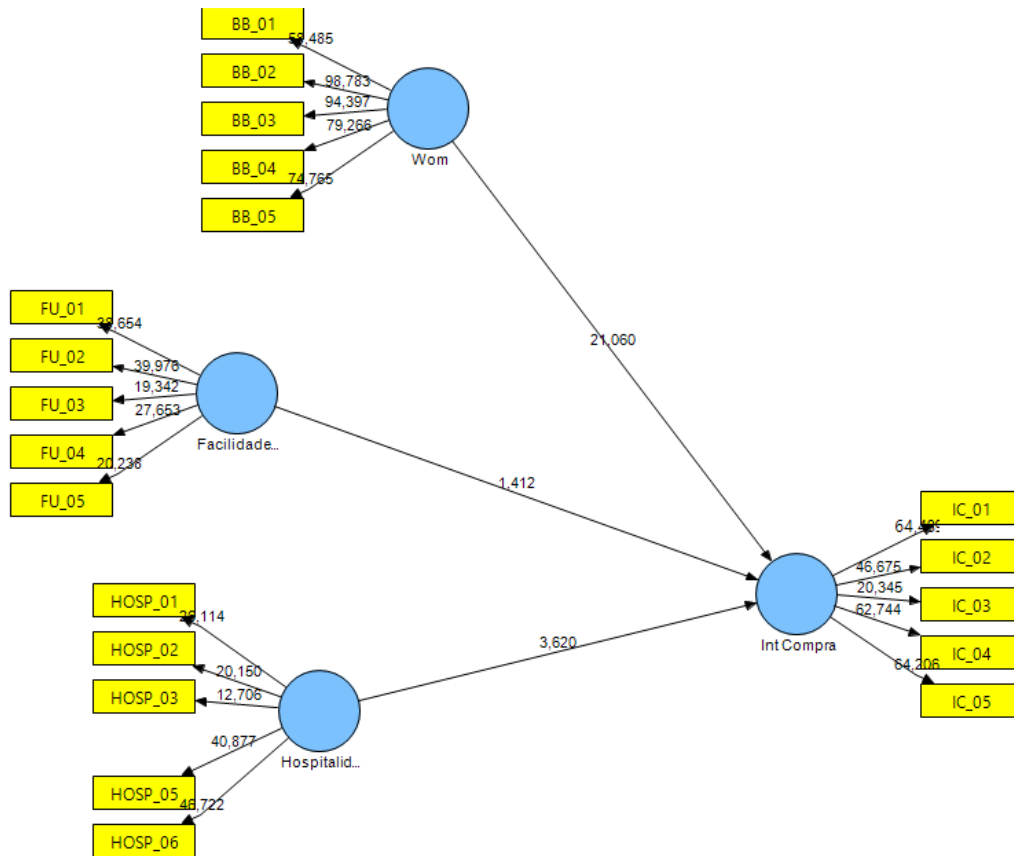 BB_01
BB_02
98,783
BB_03
94,397
79,266
BB_04
Wom
74,765
BB_05
FU_01
21,060
FU_02
39,976
19,342
FU_03
27,653
FU_04
Facilidade...
20,236
FU_05
1,412
IC_01
46,675
IC_02
20,345
IC_03
62,744
HOSP_01
HOSP_02
3,620
Int Compra
IC_04
20,150
64,206
HOSP_03
12,706
IC_05
40,877
Hospitalid...
HOSP_05
46,722
HOSP_06